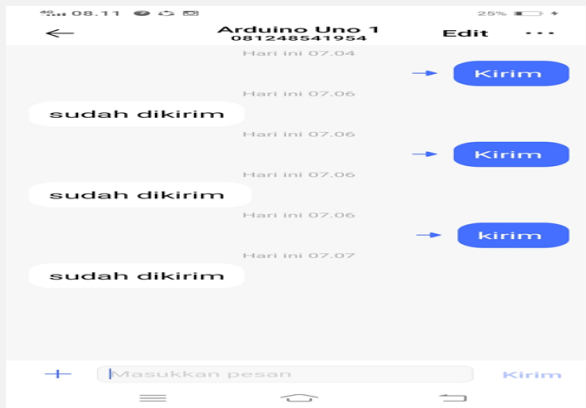 4G 08.11 25%
Arduino Uno 1 Edit
081248541954
Hari ini 07.04
Kirim
Hari ini 07.06
sudah dikirim
Hari ini 07.06
Kirim
Hari ini 07.06
sudah dikirim
Hari ini 07.06
kirim
Hari ini 07.07
sudah dikirim
Masukkan pesan Kirim